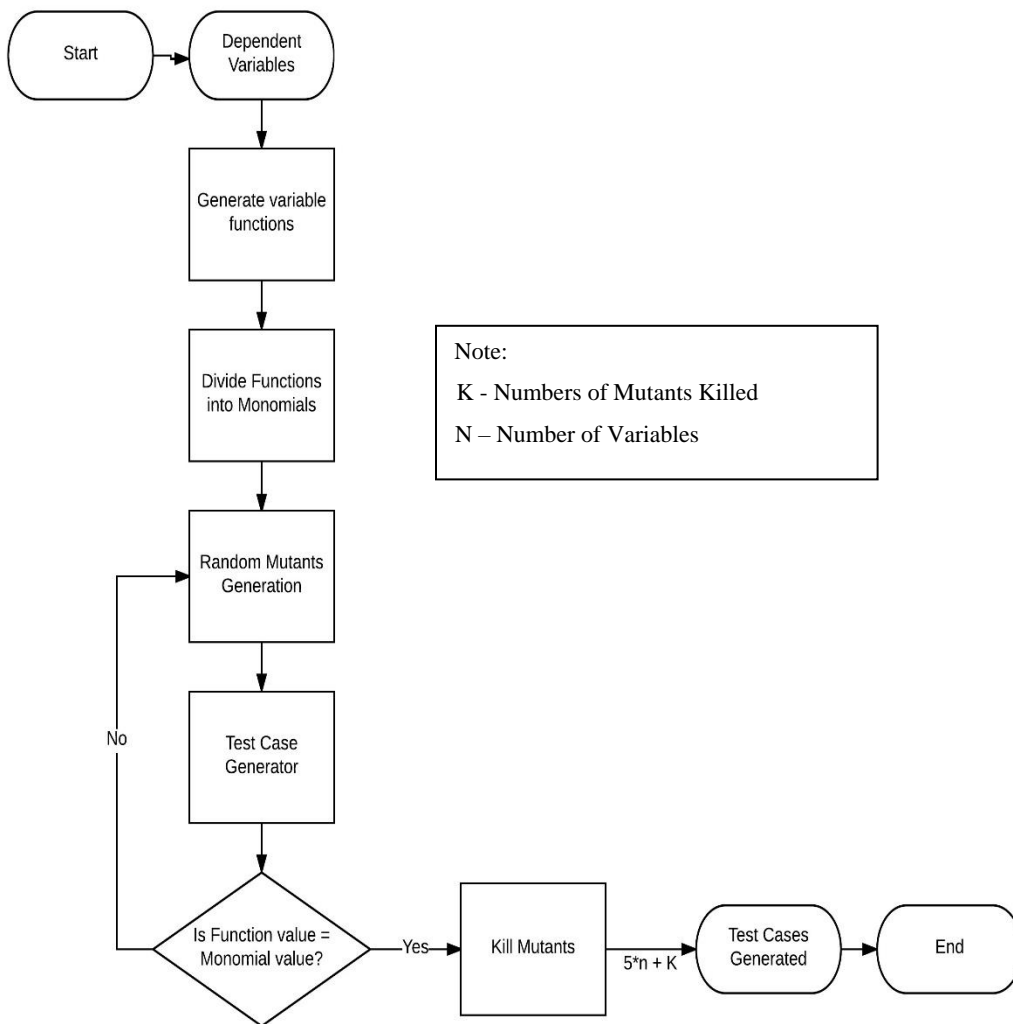 Start
Dependent
Variables
Generate variable
functions
Divide Functions
into Monomials
Note:
K - Numbers of Mutants Killed
N – Number of Variables
Random Mutants
Generation
Test Case
Generator
No
Is Function value =
Monomial value?
Yes
Kill Mutants
5*n + K
Test Cases
Generated
End